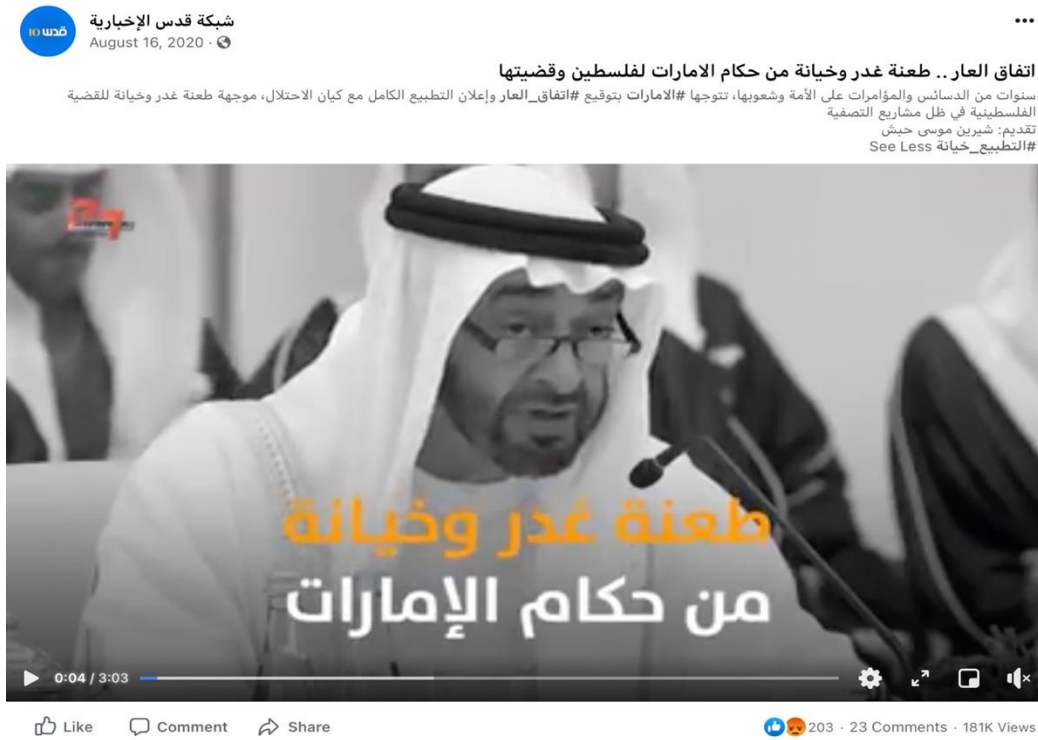 شبكة قدس الإخبارية
August 16, 2020 ·
قدس 10
اتفاق العار .. طعنة غدر وخيانة من حكام الامارات لفلسطين وقضيتها
سنوات من الدسائس والمؤامرات على الأمة وشعوبها، تتوجها #الامارات بتوقيع #اتفاق_العار وإعلان التطبيع الكامل مع كيان الاحتلال، موجهة طعنة غدر وخيانة للقضية
الفلسطينية في ظل مشاريع التصفية
تقديم: شيرين موسى حبش
#التطبيع_خيانة See Less
طعنة غدر وخيانة
من حكام الإمارات
0:04 / 3:03
Like Comment Share 203 · 23 Comments · 181K Views